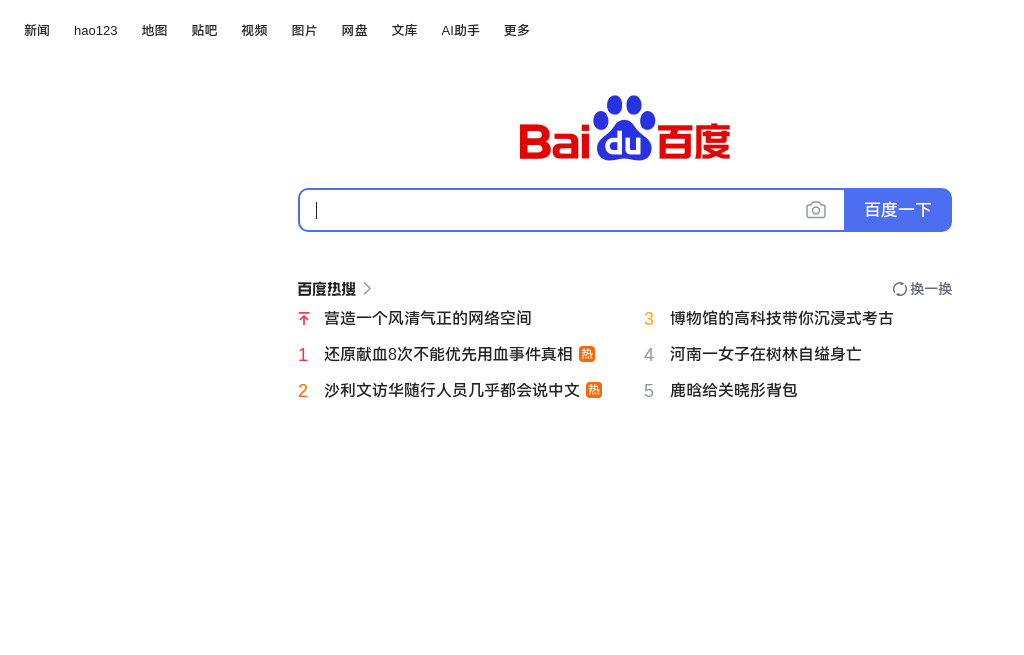 新闻 hao123 地图 贴吧 视频 图片 网盘 文库 AI助手 更多
Bai du 百度
百度一下
百度热搜
换一换
营造一个风清气正的网络空间
1 还原献血8次不能优先用血事件真相 热
2 沙利文访华随行人员几乎都会说中文 热
3 博物馆的高科技带你沉浸式考古
4 河南一女子在树林自缢身亡
5 鹿晗给关晓彤背包